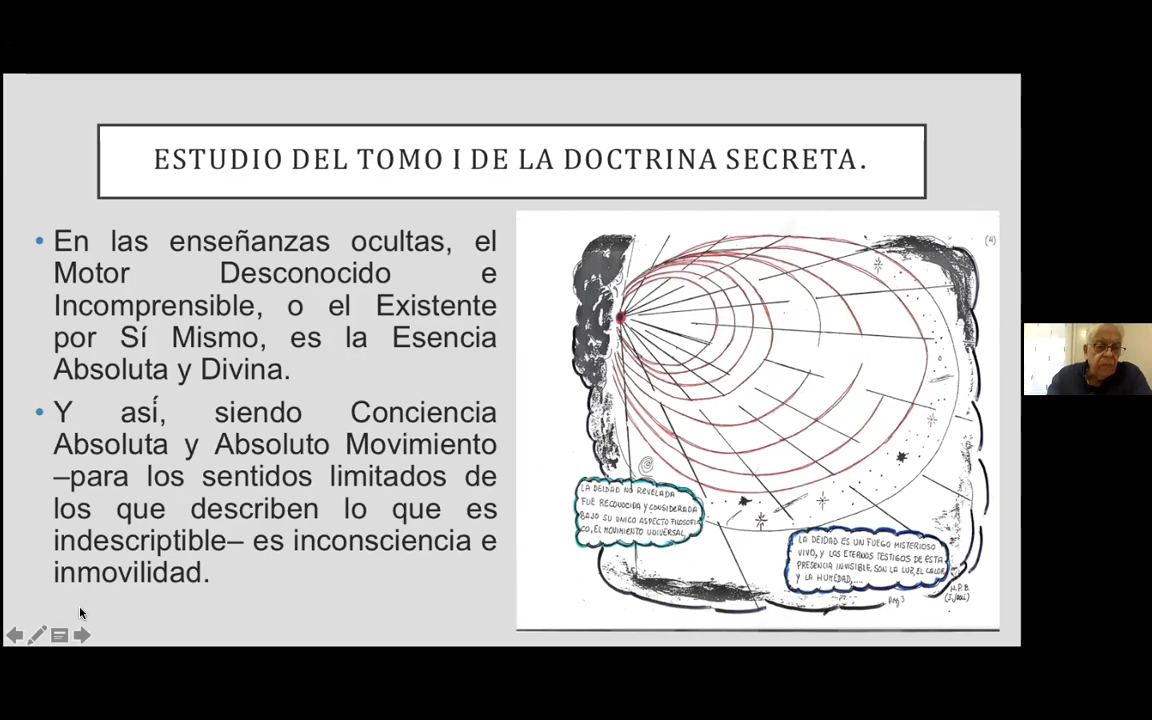 ESTUDIO DEL TOMO I DE LA DOCTRINA SECRETA.
• En las enseñanzas ocultas, el
Motor Desconocido e
Incomprensible, o el Existente
por Sí Mismo, es la Esencia
Absoluta y Divina.
• Y así, siendo Conciencia
Absoluta y Absoluto Movimiento
–para los sentidos limitados de
los que describen lo que es
indescriptible– es inconsciencia e
inmovilidad.
(4)
LA DEIDAD NO REVELADA
FUE RECONOCIDA Y CONSIDERADA
BAJO SU UNICO ASPECTO FILOSOFI
CO, EL MOVIMIENTO UNIVERSAL
LA DEIDAD ES UN FUEGO MISTERIOSO
VIVO, Y LOS ETERNOS TESTIGOS DE ESTA
PRESENCIA INVISIBLE, SON LA LUZ, EL CALOR
Y LA HUMEDAD,....
H.P.B.
Pag 3